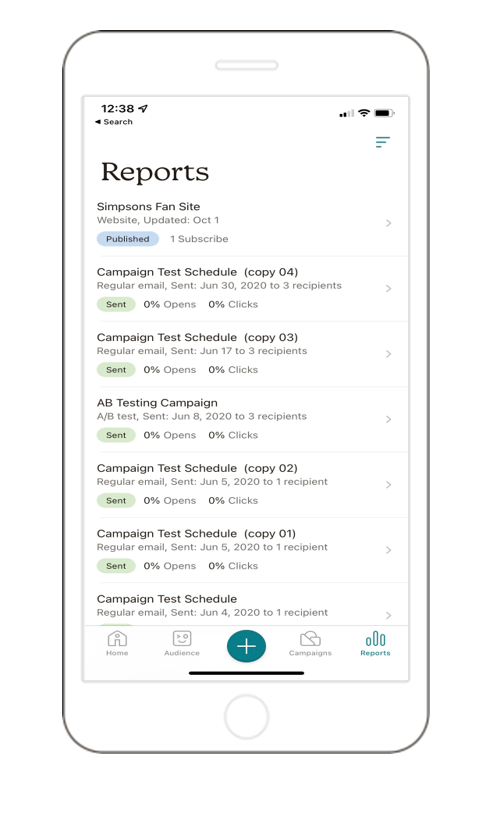 12:38
Search
Reports
Simpsons Fan Site
Website, Updated: Oct 1
Published 1 Subscribe
Campaign Test Schedule (copy 04)
Regular email, Sent: Jun 30, 2020 to 3 recipients
Sent 0% Opens 0% Clicks
Campaign Test Schedule (copy 03)
Regular email, Sent: Jun 17 to 3 recipients
Sent 0% Opens 0% Clicks
AB Testing Campaign
A/B test, Sent: Jun 8, 2020 to 3 recipients
Sent 0% Opens 0% Clicks
Campaign Test Schedule (copy 02)
Regular email, Sent: Jun 5, 2020 to 1 recipient
Sent 0% Opens 0% Clicks
Campaign Test Schedule (copy 01)
Regular email, Sent: Jun 5, 2020 to 1 recipient
Sent 0% Opens 0% Clicks
Campaign Test Schedule
Regular email, Sent: Jun 4, 2020 to 1 recipient
Home Audience Campaigns Reports